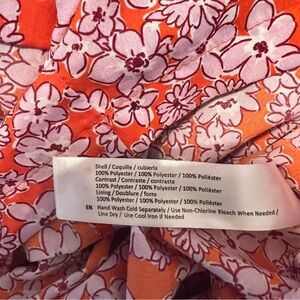 Shell / Coquille / cubierta
100% Polyester / 100% Polyester / 100% Poliéster
Contrast / Contraste / contraste
100% Polyester / 100% Polyester / 100% Poliéster
Lining / Doublure / forro
100% Polyester / 100% Polyester / 100% Poliéster
EN Hand Wash Cold Separately / Use Non-Chlorine Bleach When Needed /
Line Dry / Use Cool Iron If Needed